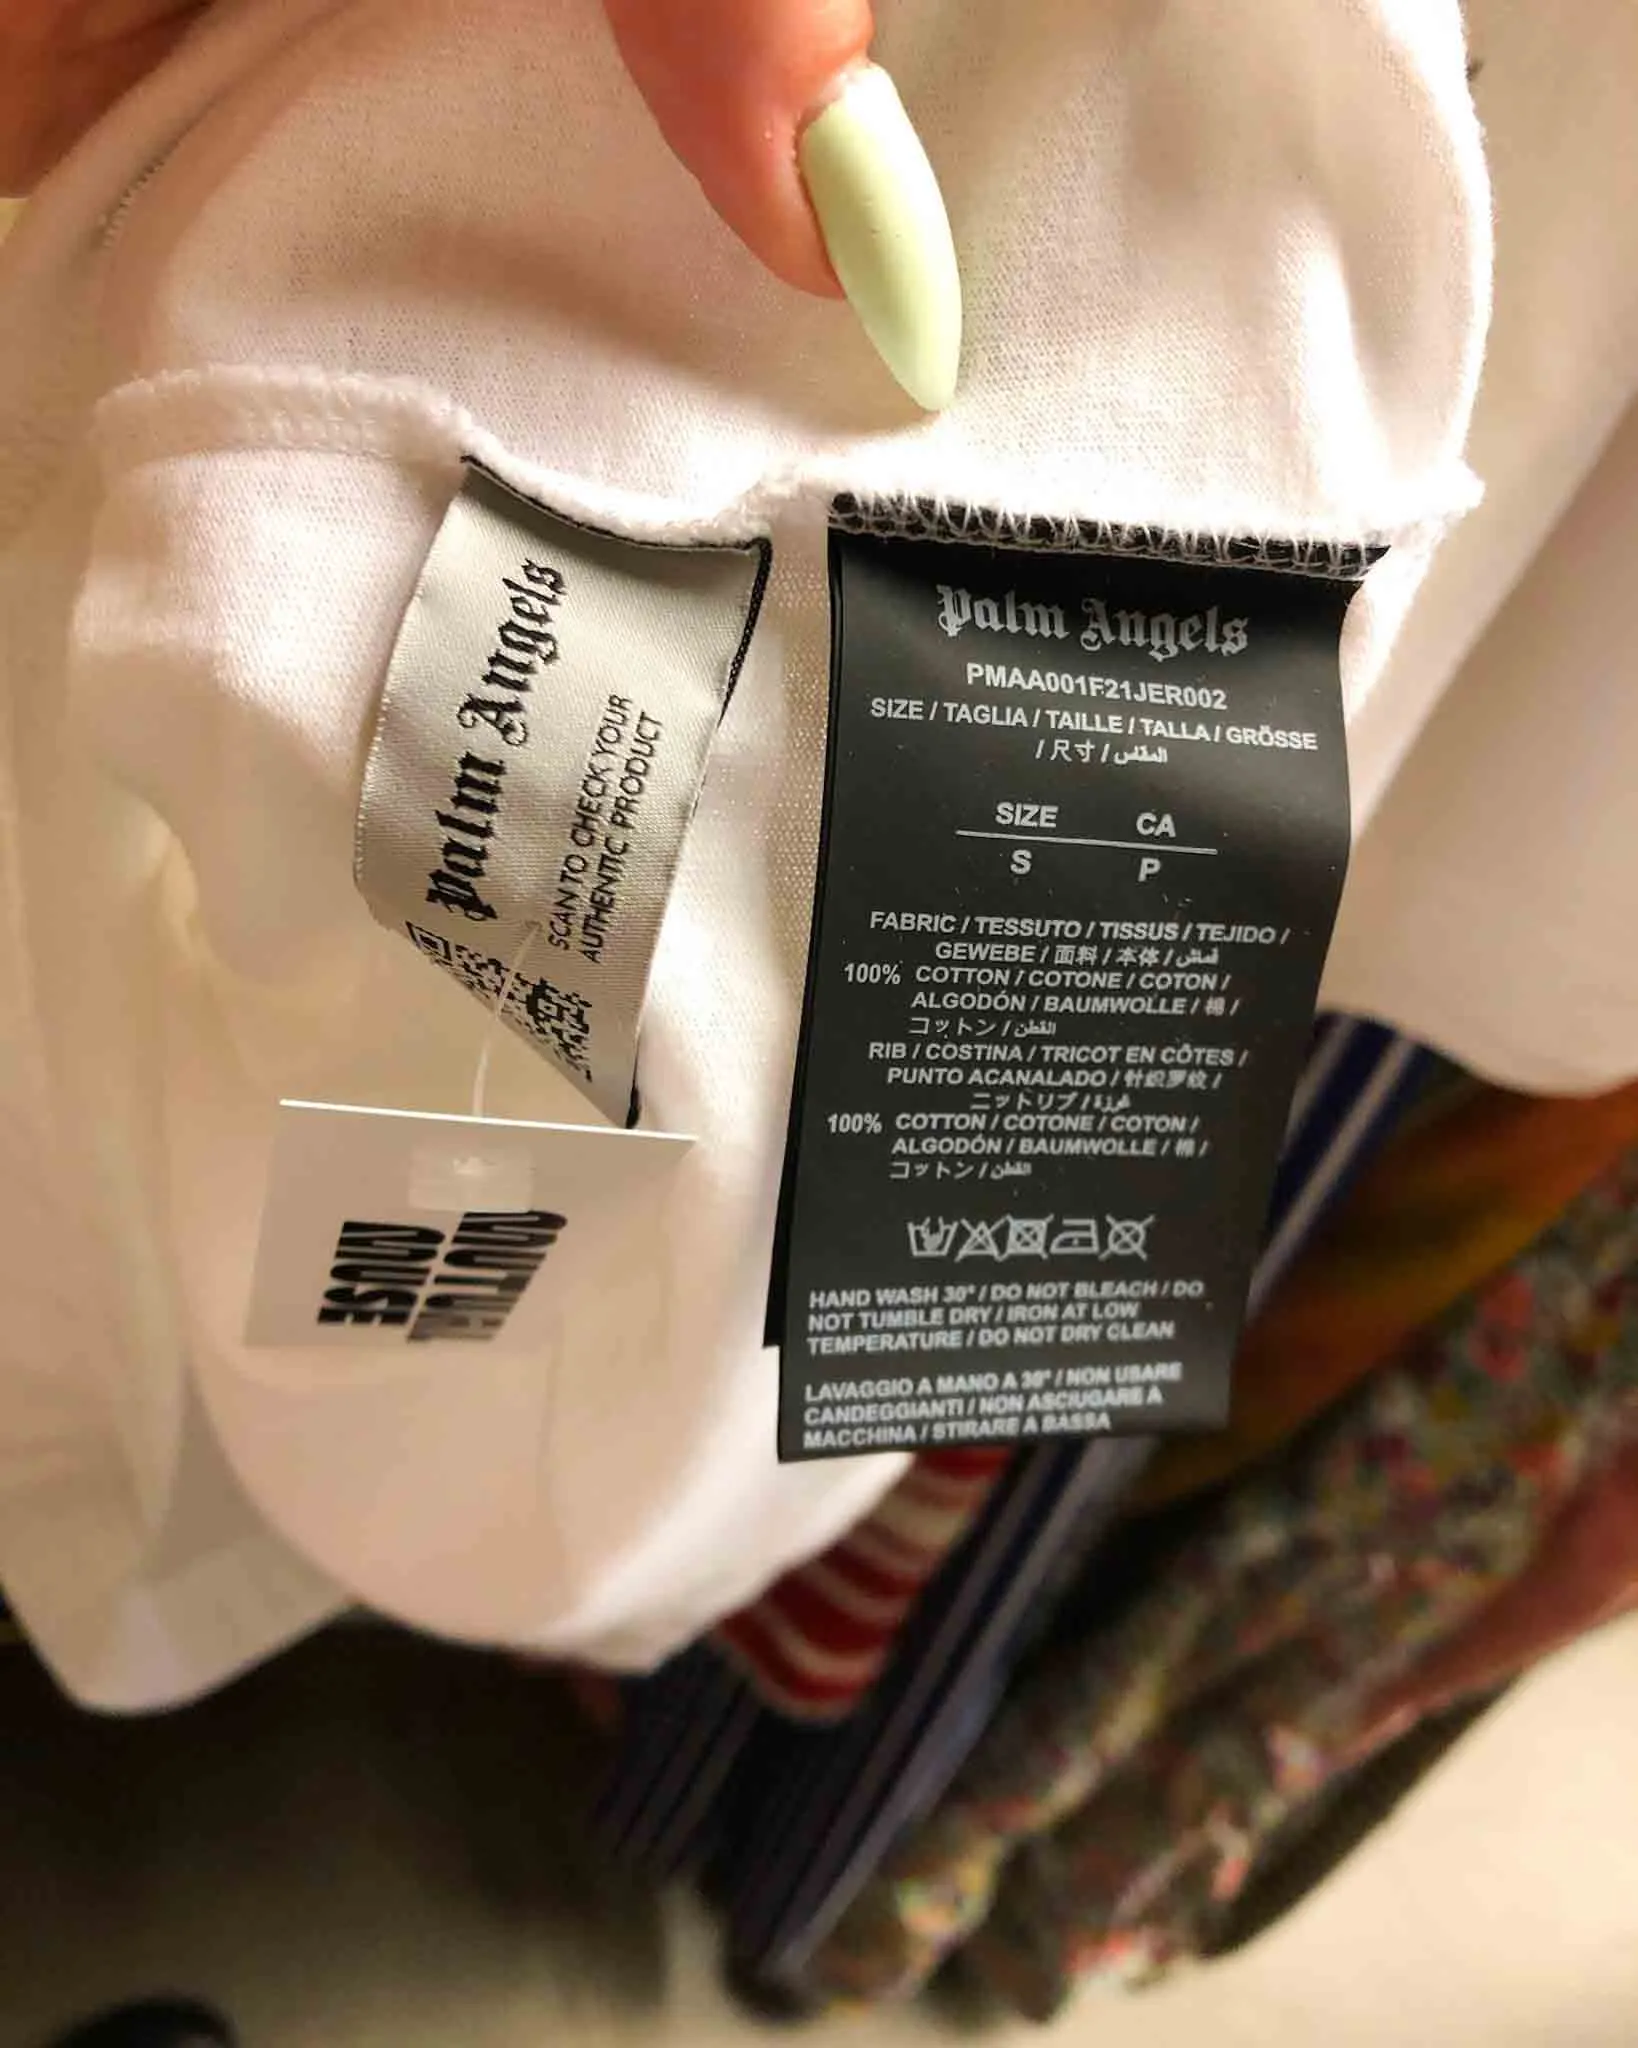 Palm Angels
SCAN TO CHECK YOUR
AUTHENTIC PRODUCT
MUTUAL
MUSE
Palm Angels
PMAA001F21JER002
SIZE / TAGLIA / TAILLE / TALLA / GRÖSSE
/ 尺寸 / المقاس
SIZE CA
S P
FABRIC / TESSUTO / TISSUS / TEJIDO /
GEWEBE / 面料 / 本体 / قماش
100% COTTON / COTONE / COTON /
ALGODÓN / BAUMWOLLE / 棉 /
コットン / القطن
RIB / COSTINA / TRICOT EN CÔTES /
PUNTO ACANALADO / 针织罗纹 /
ニットリブ / غرزة
100% COTTON / COTONE / COTON /
ALGODÓN / BAUMWOLLE / 棉 /
コットン / القطن
HAND WASH 30° / DO NOT BLEACH / DO
NOT TUMBLE DRY / IRON AT LOW
TEMPERATURE / DO NOT DRY CLEAN
LAVAGGIO A MANO A 30° / NON USARE
CANDEGGIANTI / NON ASCIUGARE A
MACCHINA / STIRARE A BASSA